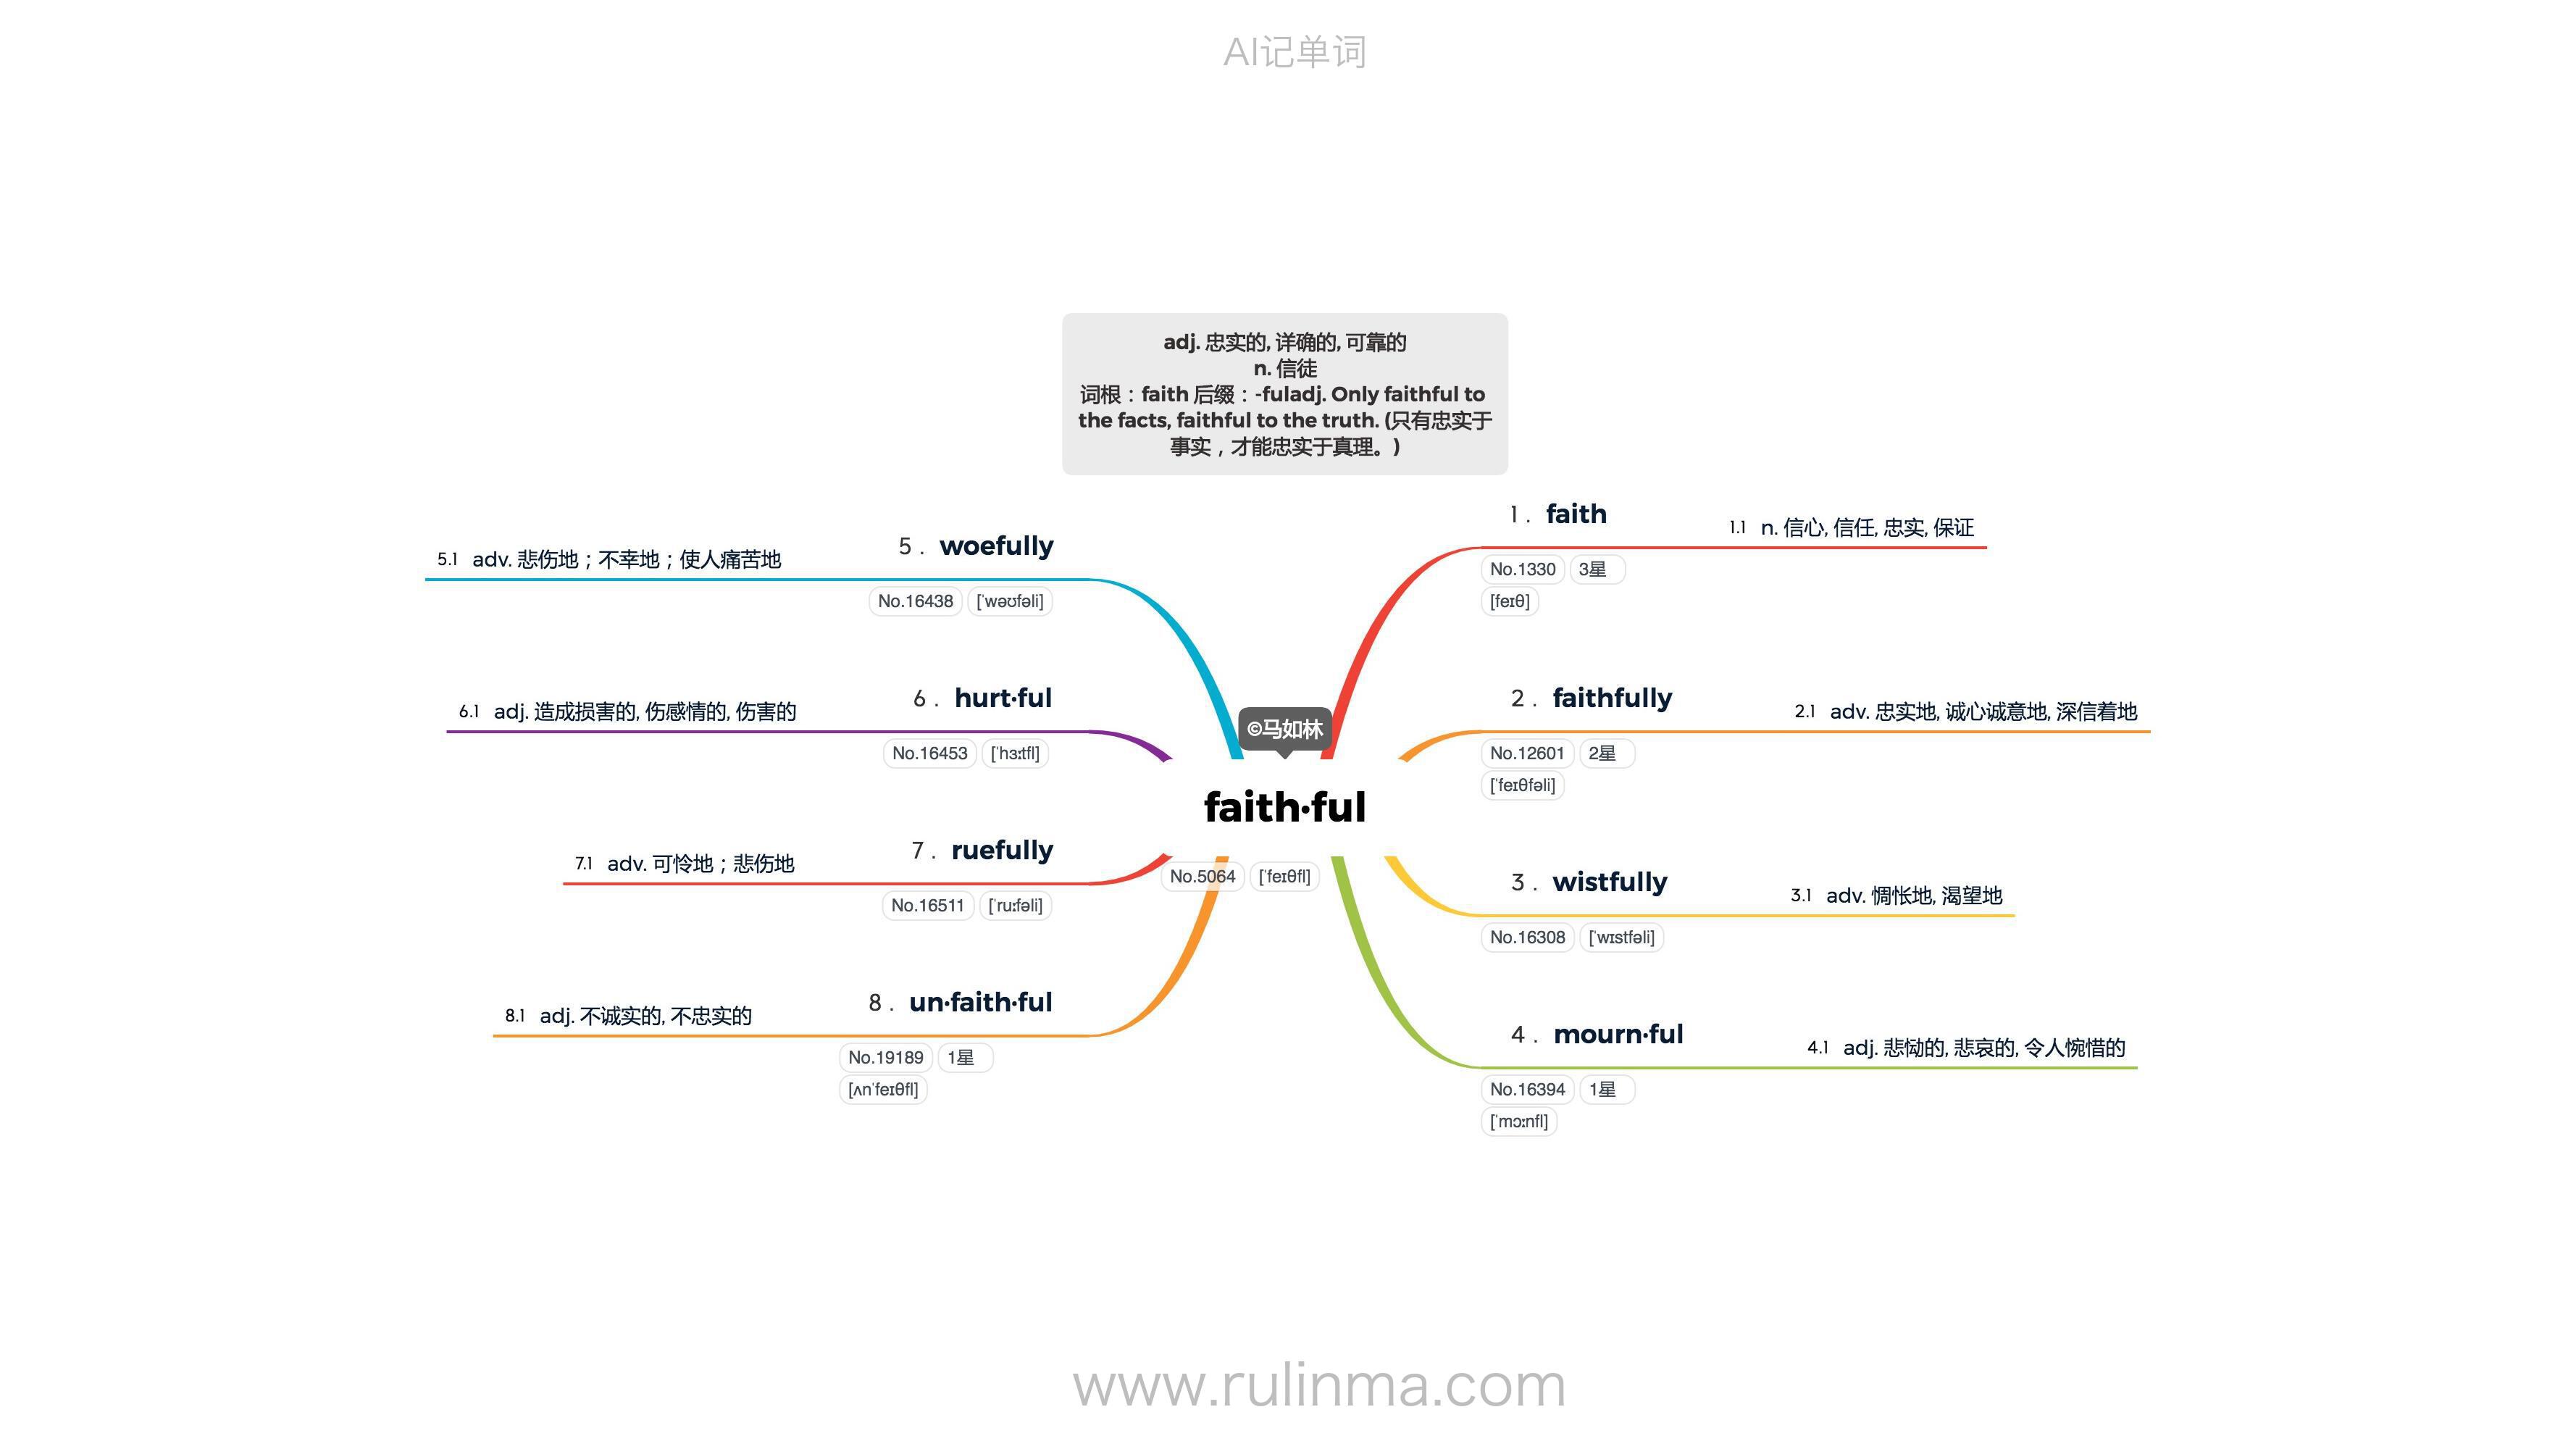 AI记单词
adj. 忠实的, 详确的, 可靠的
n. 信徒
词根：faith 后缀：-fuladj. Only faithful to
the facts, faithful to the truth. (只有忠实于
事实，才能忠实于真理。)
©马如林
faith·ful
No.5064 [ˈfeɪθfl]
1. faith
1.1 n. 信心, 信任, 忠实, 保证
No.1330 3星
[feɪθ]
2. faithfully
2.1 adv. 忠实地, 诚心诚意地, 深信着地
No.12601 2星
[ˈfeɪθfəli]
3. wistfully
3.1 adv. 惆怅地, 渴望地
No.16308 [ˈwɪstfəli]
4. mourn·ful
4.1 adj. 悲恸的, 悲哀的, 令人惋惜的
No.16394 1星
[ˈmɔːnfl]
5. woefully
5.1 adv. 悲伤地；不幸地；使人痛苦地
No.16438 [ˈwəʊfəli]
6. hurt·ful
6.1 adj. 造成损害的, 伤感情的, 伤害的
No.16453 [ˈhɜːtfl]
7. ruefully
7.1 adv. 可怜地；悲伤地
No.16511 [ˈruːfəli]
8. un·faith·ful
8.1 adj. 不诚实的, 不忠实的
No.19189 1星
[ʌnˈfeɪθfl]
www.rulinma.com